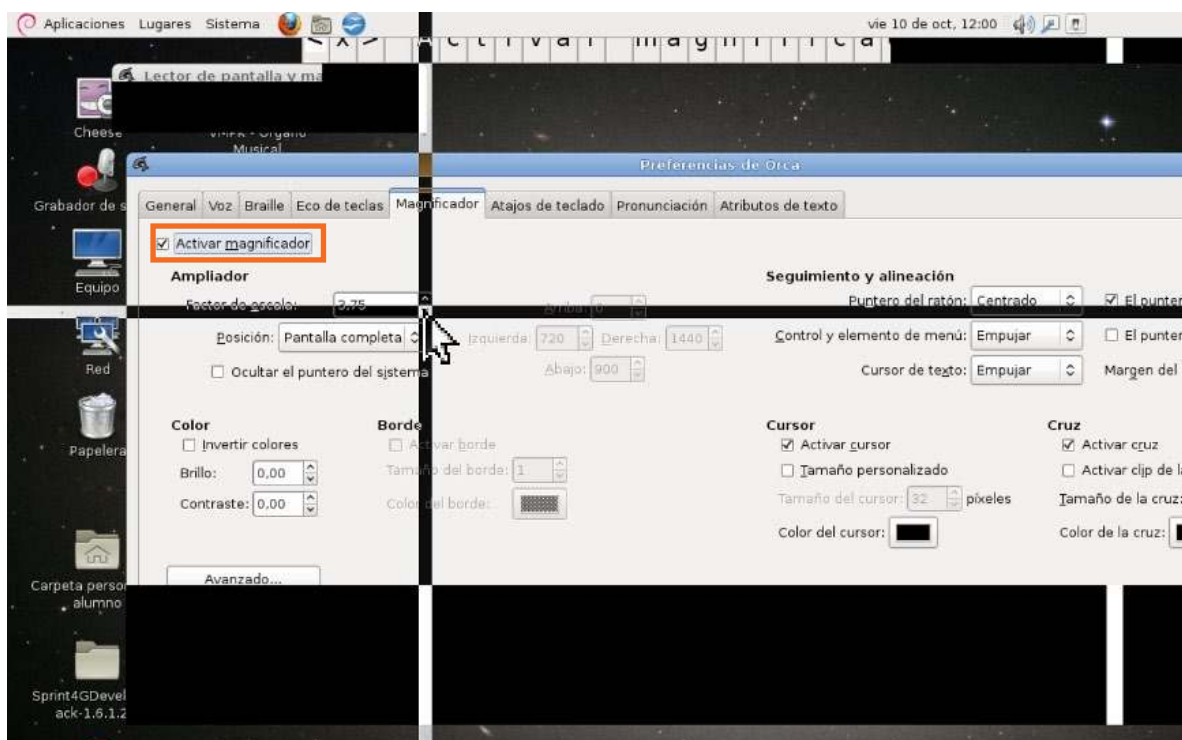 Aplicaciones Lugares Sistema vie 10 de oct, 12:00
<x> Activar magnifica
Lector de pantalla y ma
Cheese
VMPK - Órgano
Musical
Preferencias de Orca
Grabador de s
General Voz Braille Eco de teclas Magnificador Atajos de teclado Pronunciación Atributos de texto
Activar magnificador
Equipo
Ampliador Seguimiento y alineación
Factor de escala: 3,75 Arriba: 0 Puntero del ratón: Centrado El punter
Posición: Pantalla completa Izquierda: 720 Derecha: 1440 Control y elemento de menú: Empujar El punter
Red
Ocultar el puntero del sistema Abajo: 900 Cursor de texto: Empujar Margen del
Color Borde Cursor Cruz
Papelera
Invertir colores Activar borde Activar cursor Activar cruz
Brillo: 0,00 Tamaño del borde: 1 Tamaño personalizado Activar clip de la
Contraste: 0,00 Color del borde: Tamaño del cursor: 32 píxeles Tamaño de la cruz:
Color del cursor: Color de la cruz:
Avanzado...
Carpeta perso
alumno
Sprint4GDevel
ack-1.6.1.2